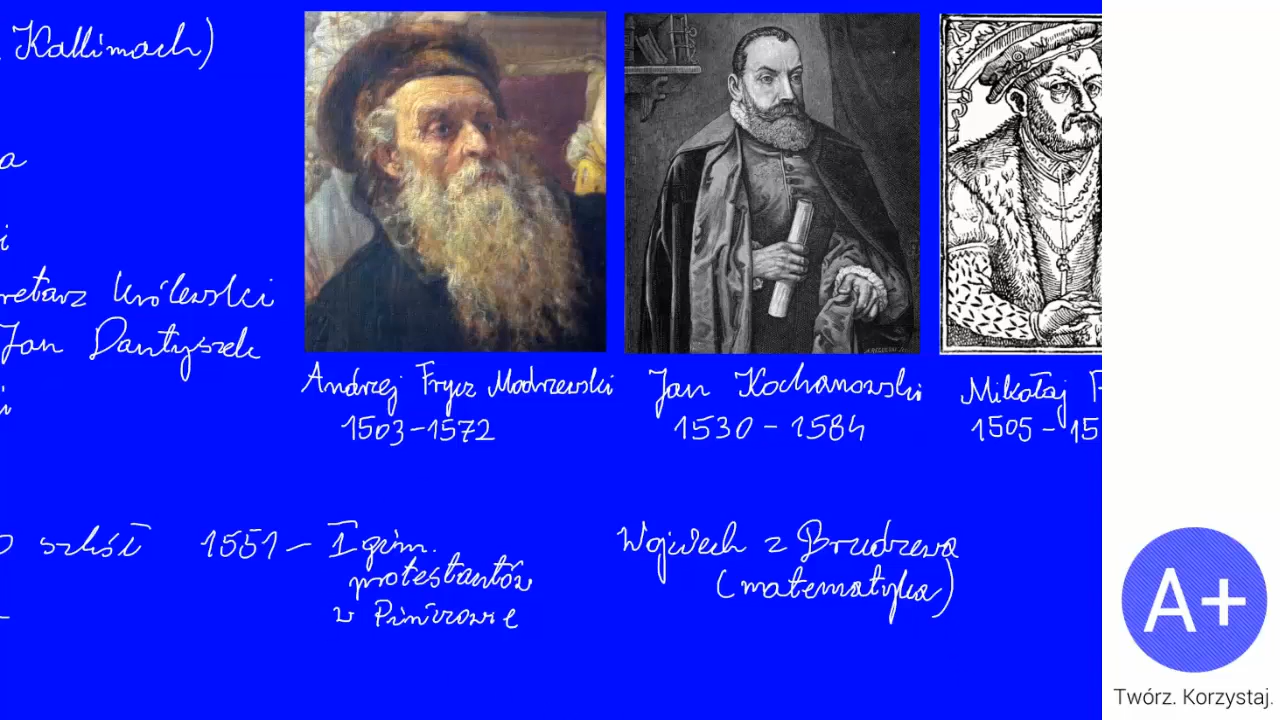 Kallimach)
a
i
retarz królewski
Jan Dantyszek
i
Andrzej Frycz Modrzewski
1503-1572
Jan Kochanowski
1530 - 1584
Mikołaj
1505 - 15
szkół
1551 - I gim.
protestantów
w Pińczowie
Wojciech z Brudzewa
(matematyka)
A+
Twórz. Korzystaj.